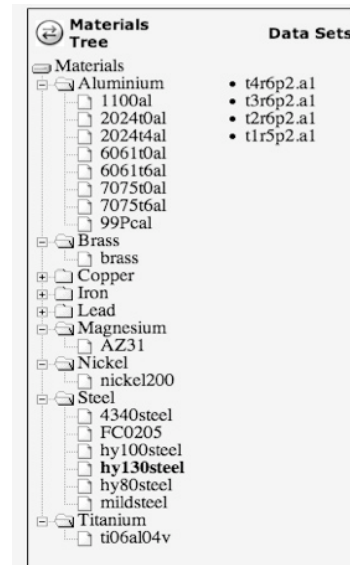 Materials Tree
Data Sets
Materials
Aluminium
1100al
2024t0al
2024t4al
6061t0al
6061t6al
7075t0al
7075t6al
99Pcal
Brass
brass
Copper
Iron
Lead
Magnesium
AZ31
Nickel
nickel200
Steel
4340steel
FC0205
hy100steel
hy130steel
hy80steel
mildsteel
Titanium
ti06al04v
t4r6p2.a1
t3r6p2.a1
t2r6p2.a1
t1r5p2.a1